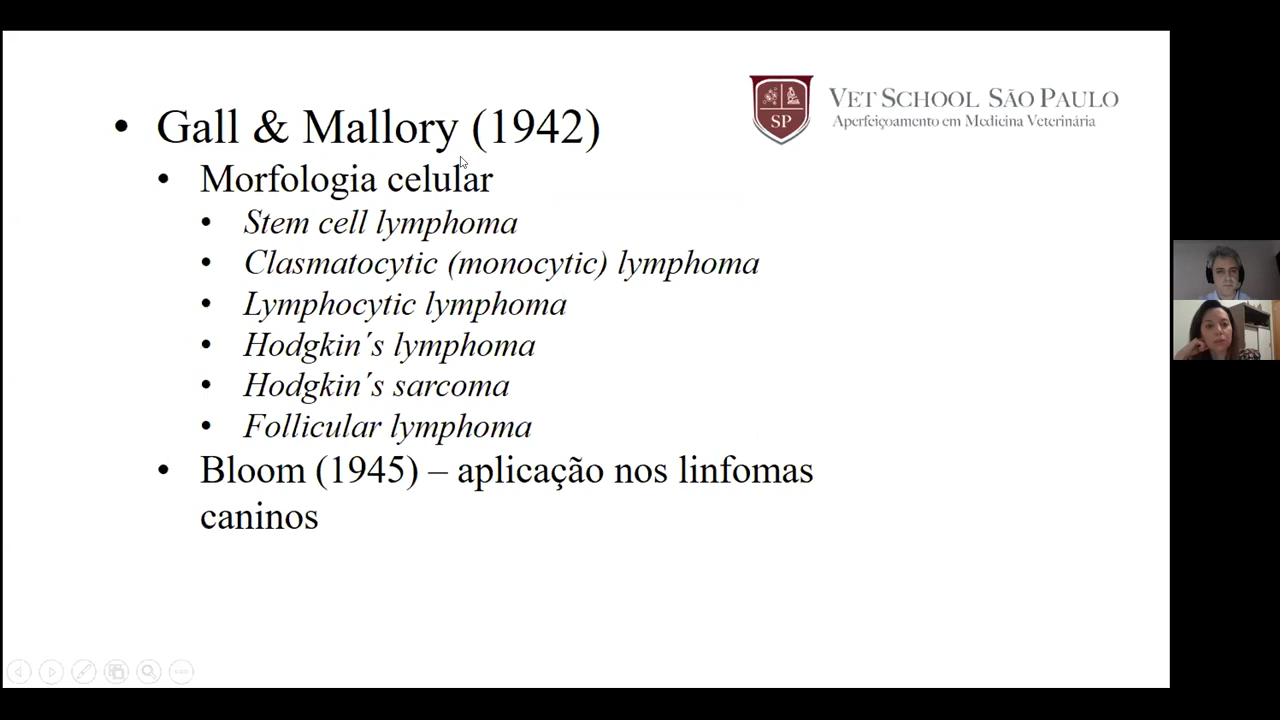 VET SCHOOL SÃO PAULO
SP
Aperfeiçoamento em Medicina Veterinária
• Gall & Mallory (1942)
• Morfologia celular
• Stem cell lymphoma
• Clasmatocytic (monocytic) lymphoma
• Lymphocytic lymphoma
• Hodgkin´s lymphoma
• Hodgkin´s sarcoma
• Follicular lymphoma
• Bloom (1945) – aplicação nos linfomas
caninos